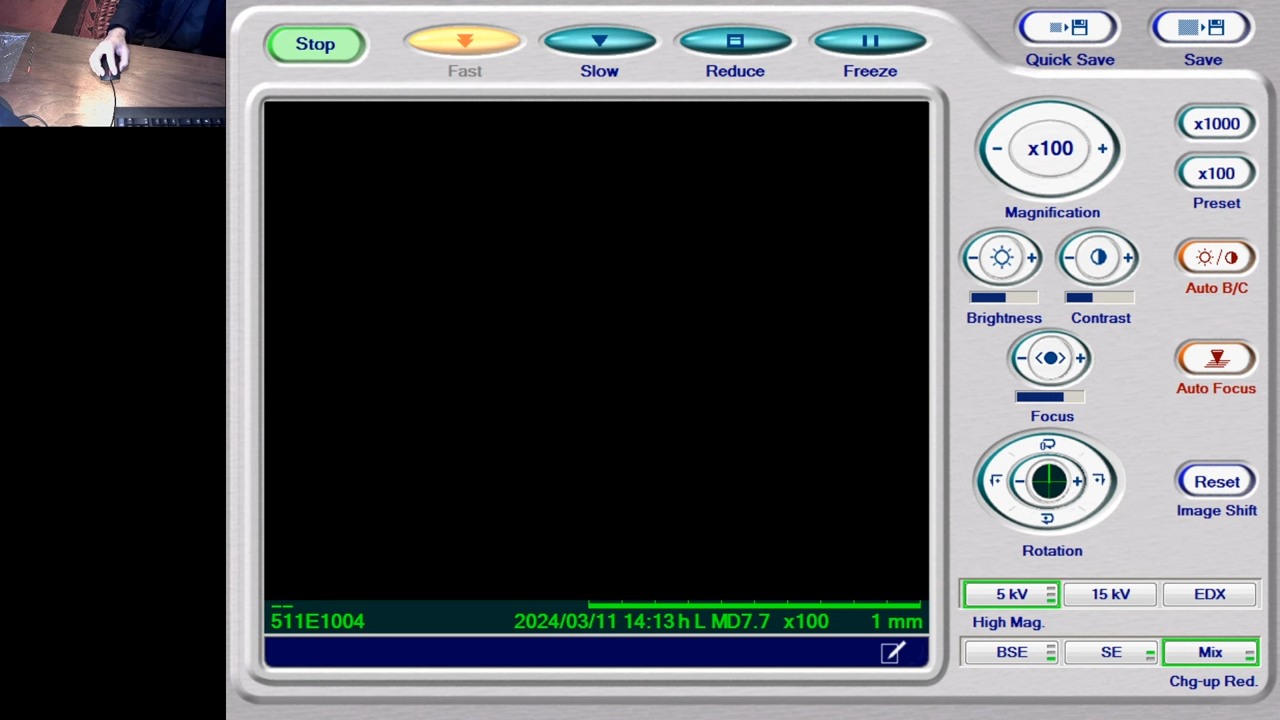 Stop
Fast
Slow
Reduce
Freeze
Quick Save
Save
x100
Magnification
x1000
x100
Preset
Brightness
Contrast
Auto B/C
Focus
Auto Focus
Rotation
Reset
Image Shift
5 kV
15 kV
EDX
High Mag.
BSE
SE
Mix
Chg-up Red.
511E1004
2024/03/11 14:13 h L MD7.7 x100 1 mm